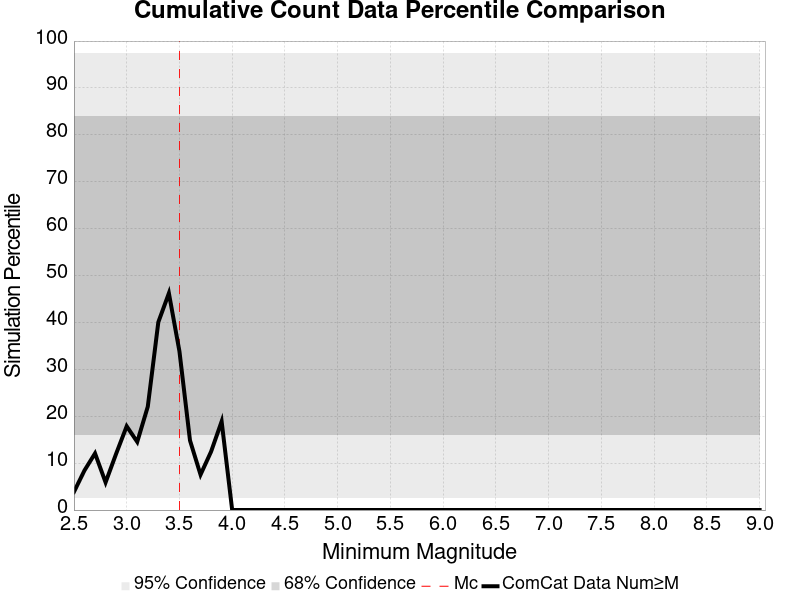 Cumulative Count Data Percentile Comparison
100
90
80
70
60
50
40
30
20
10
0
Simulation Percentile
2.5 3.0 3.5 4.0 4.5 5.0 5.5 6.0 6.5 7.0 7.5 8.0 8.5 9.0
Minimum Magnitude
95% Confidence 68% Confidence Mc ComCat Data Num≥M